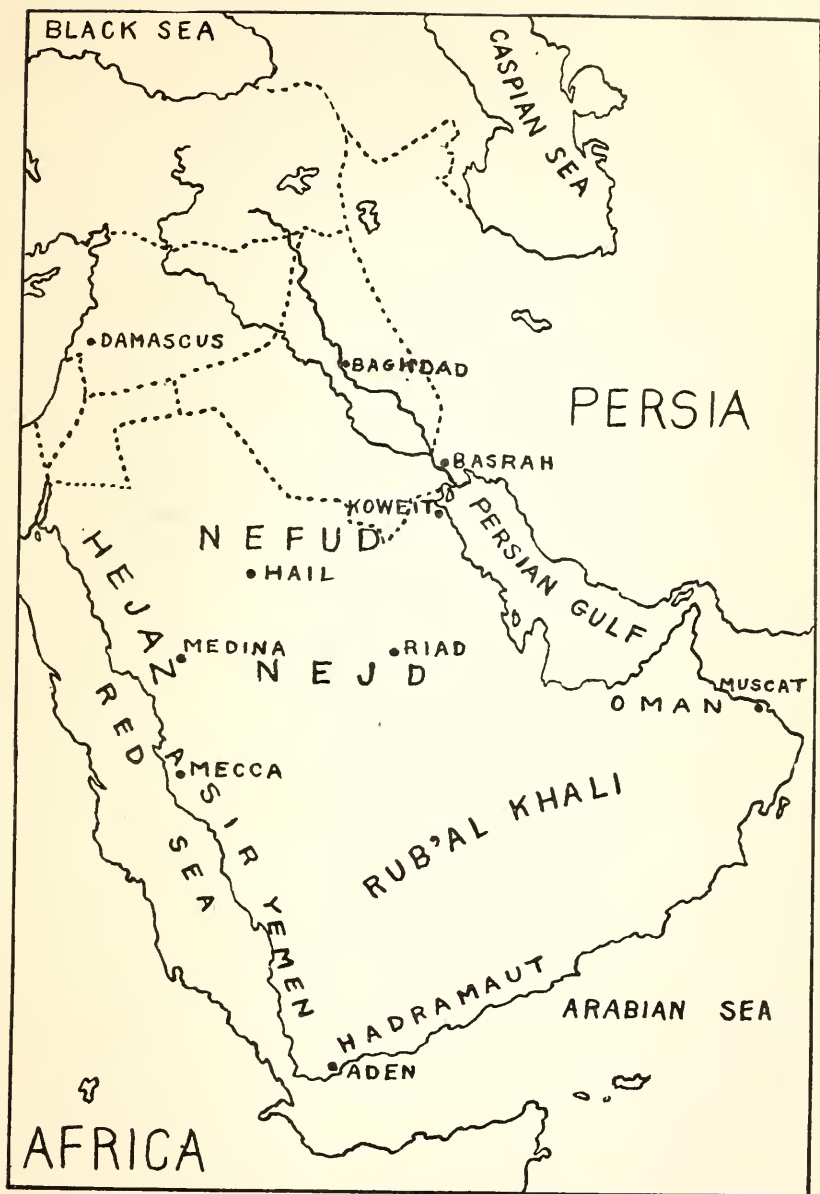 BLACK SEA
CASPIAN SEA
DAMASCUS
BAGHDAD
PERSIA
BASRAH
KOWEIT
PERSIAN GULF
NEFUD
HAIL
HEJAZ
MEDINA
RIAD
NEJD
MUSCAT
OMAN
RED SEA
MECCA
ASIR
RUB'AL KHALI
YEMEN
HADRAMAUT
ARABIAN SEA
ADEN
AFRICA